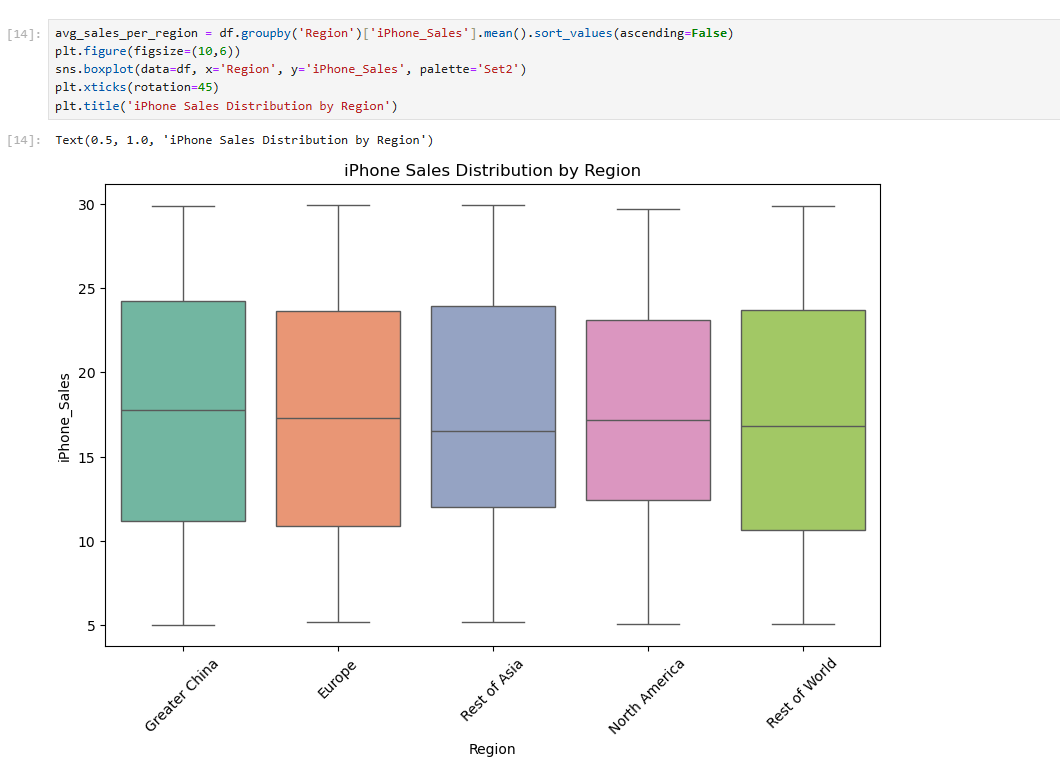 [14]: avg_sales_per_region = df.groupby('Region')['iPhone_Sales'].mean().sort_values(ascending=False)
plt.figure(figsize=(10,6))
sns.boxplot(data=df, x='Region', y='iPhone_Sales', palette='Set2')
plt.xticks(rotation=45)
plt.title('iPhone Sales Distribution by Region')
[14]: Text(0.5, 1.0, 'iPhone Sales Distribution by Region')
iPhone Sales Distribution by Region
30
25
20
15
10
5
iPhone_Sales
Greater China
Europe
Rest of Asia
North America
Rest of World
Region